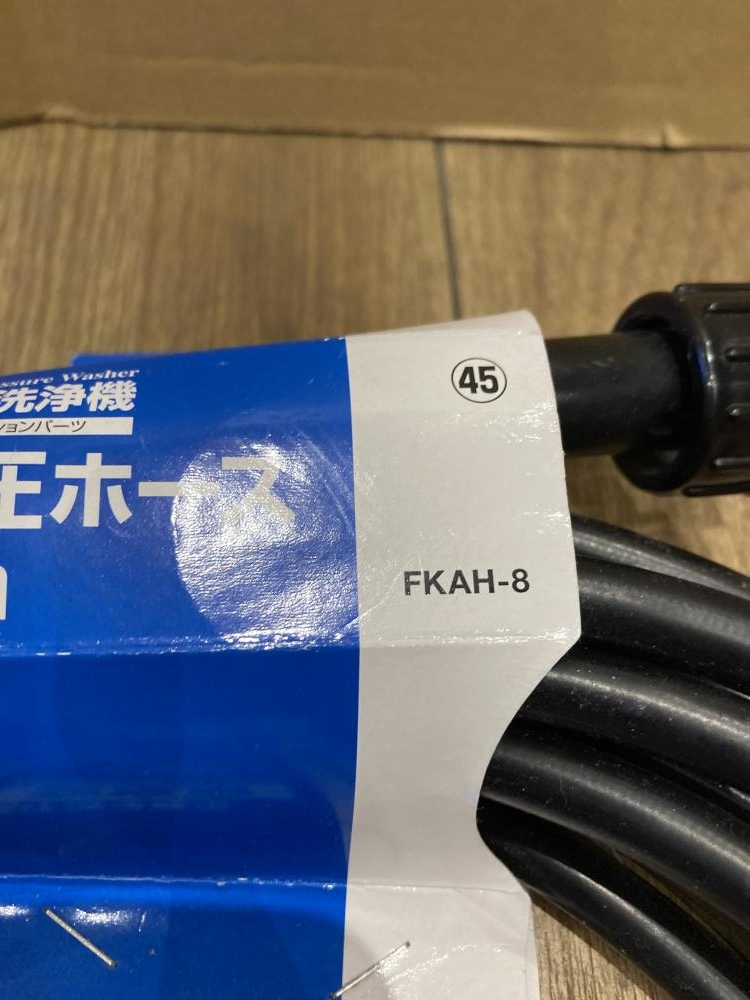 ssure Washer
洗浄機
ションパーツ
圧ホース
45
FKAH-8